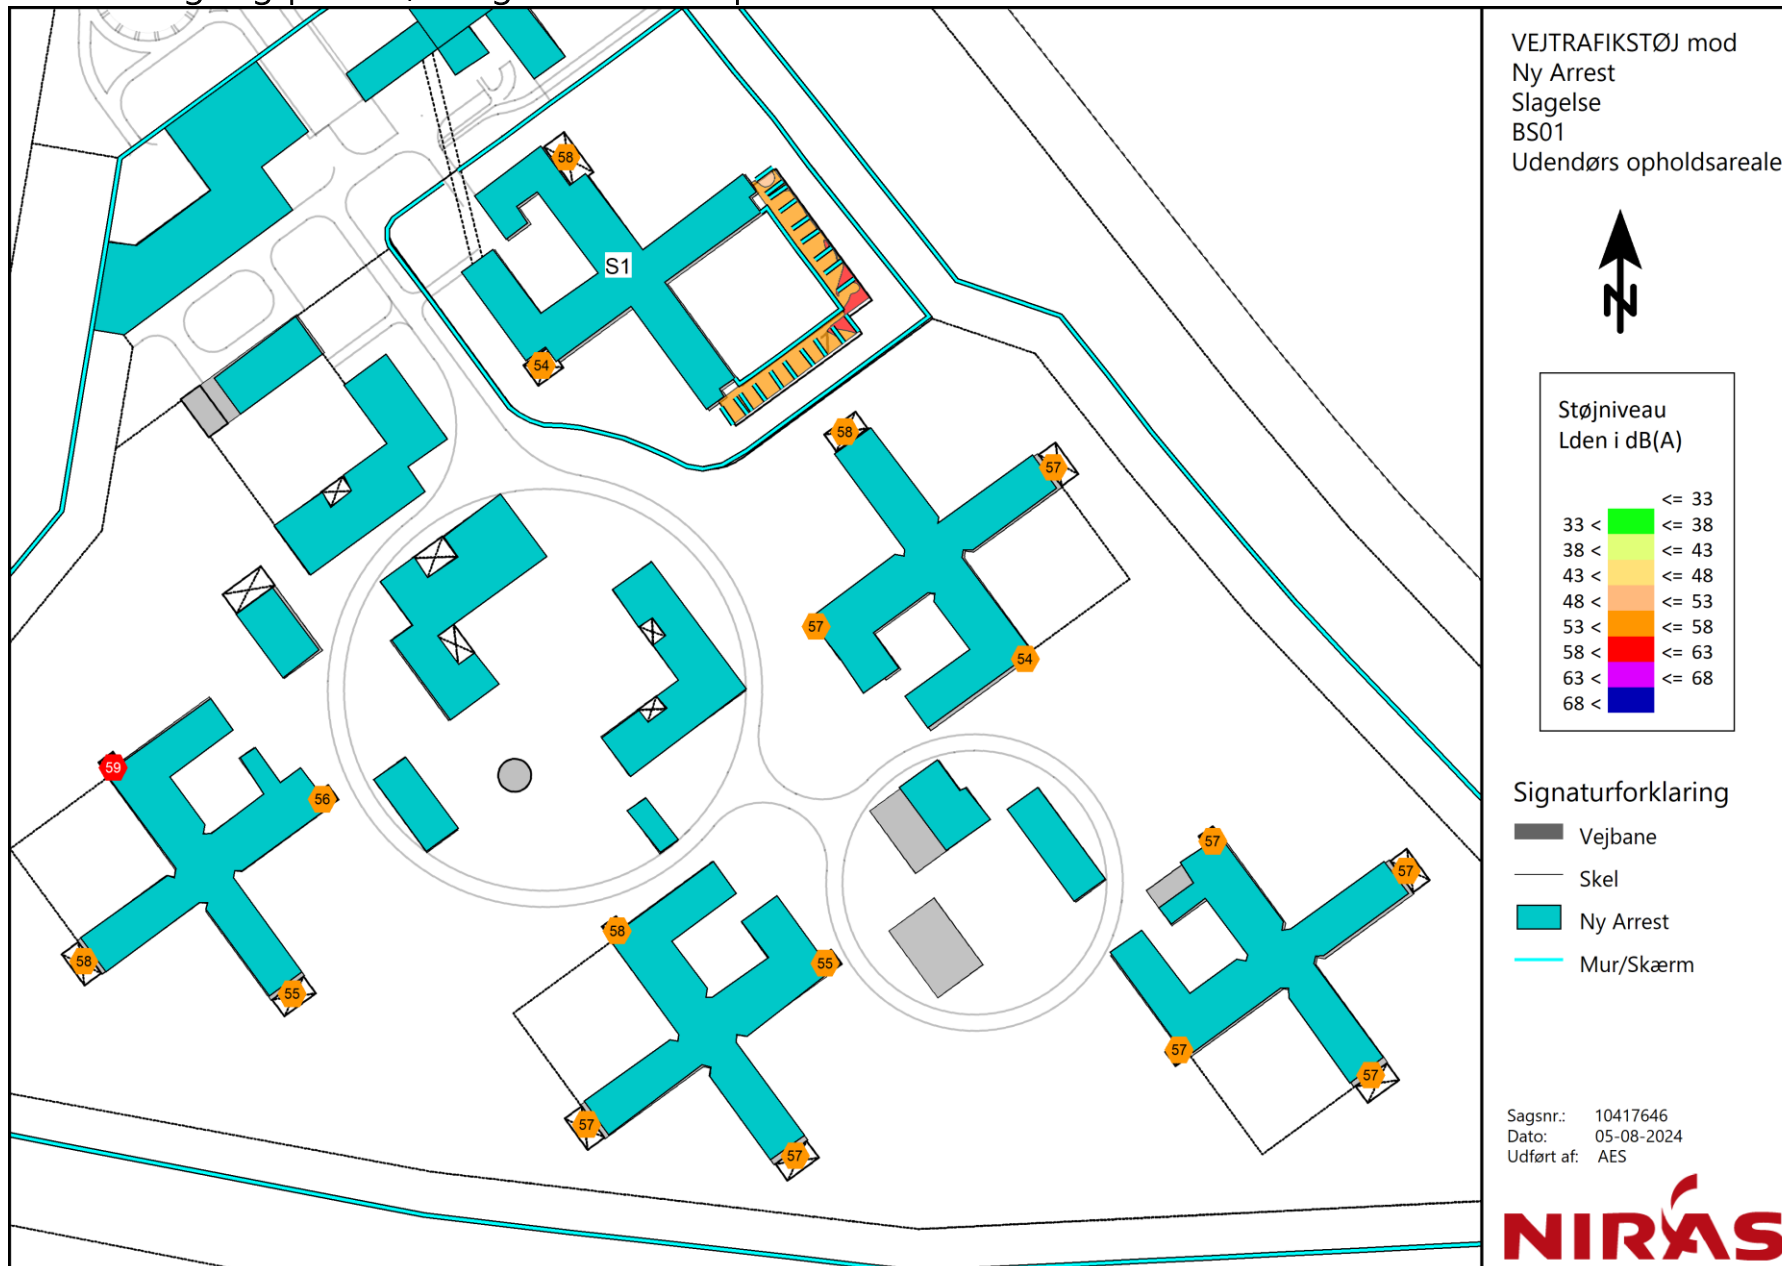 VEJTRAFIKSTØJ mod
Ny Arrest
Slagelse
BS01
Udendørs opholdsareale
N
Støjniveau
Lden i dB(A)
<= 33
33 < <= 38
38 < <= 43
43 < <= 48
48 < <= 53
53 < <= 58
58 < <= 63
63 < <= 68
68 <
Signaturforklaring
Vejbane
Skel
Ny Arrest
Mur/Skærm
Sagsnr.: 10417646
Dato: 05-08-2024
Udført af: AES
NIRAS
58
S1
54
58
57
57
54
59
56
58
55
58
55
57
57
57
57
57
57